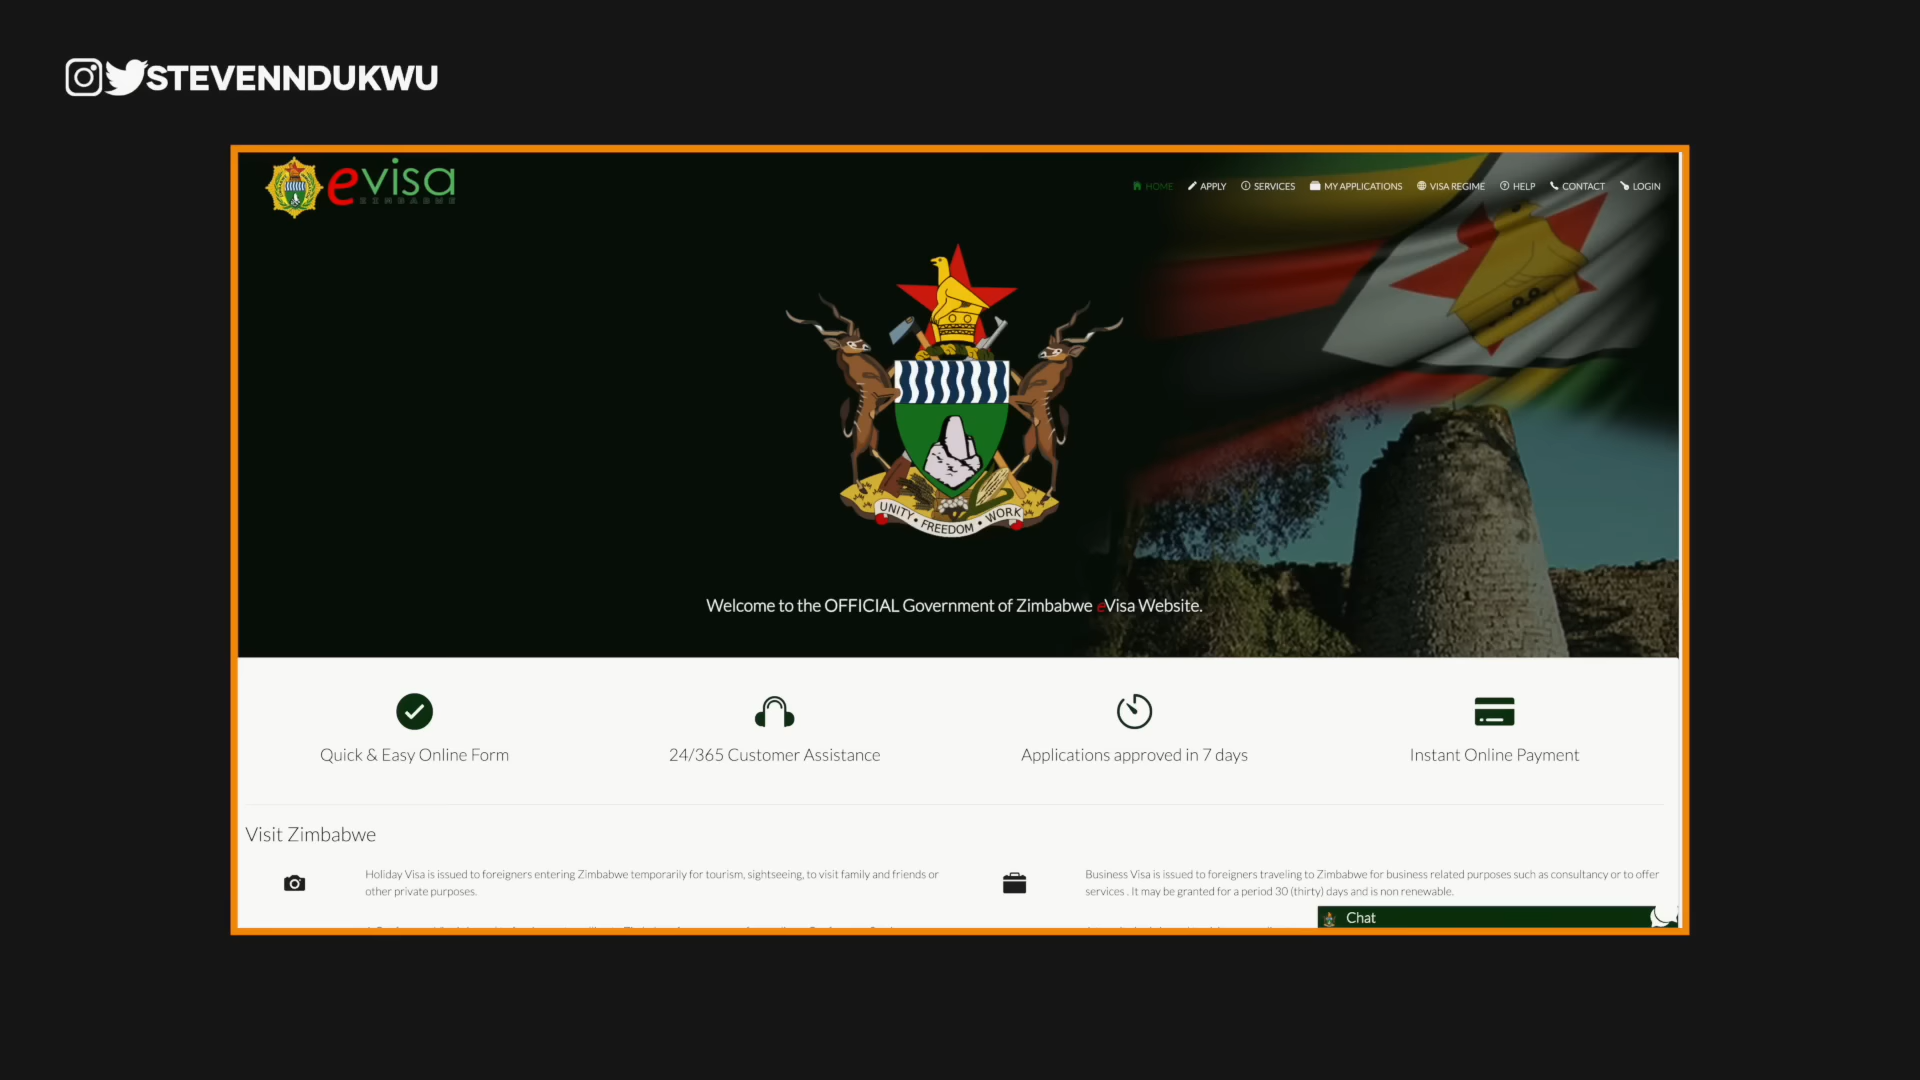 STEVENNDUKWU
evisa
ZIMBABWE
HOME APPLY SERVICES MY APPLICATIONS VISA REGIME HELP CONTACT LOGIN
UNITY • FREEDOM • WORK
Welcome to the OFFICIAL Government of Zimbabwe eVisa Website.
Quick & Easy Online Form
24/365 Customer Assistance
Applications approved in 7 days
Instant Online Payment
Visit Zimbabwe
Holiday Visa is issued to foreigners entering Zimbabwe temporarily for tourism, sightseeing, to visit family and friends or
other private purposes.
Business Visa is issued to foreigners traveling to Zimbabwe for business related purposes such as consultancy or to offer
services . It may be granted for a period 30 (thirty) days and is non renewable.
Chat